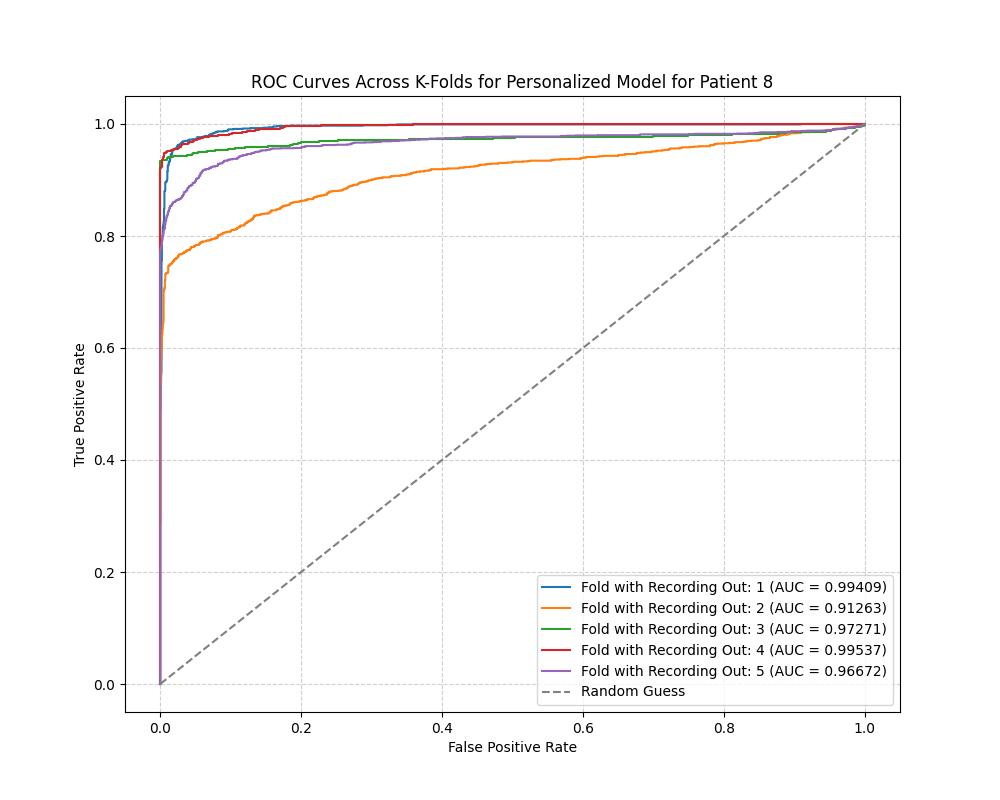 ROC Curves Across K-Folds for Personalized Model for Patient 8
True Positive Rate
1.0
0.8
0.6
0.4
0.2
0.0
Fold with Recording Out: 1 (AUC = 0.99409)
Fold with Recording Out: 2 (AUC = 0.91263)
Fold with Recording Out: 3 (AUC = 0.97271)
Fold with Recording Out: 4 (AUC = 0.99537)
Fold with Recording Out: 5 (AUC = 0.96672)
Random Guess
0.0 0.2 0.4 0.6 0.8 1.0
False Positive Rate